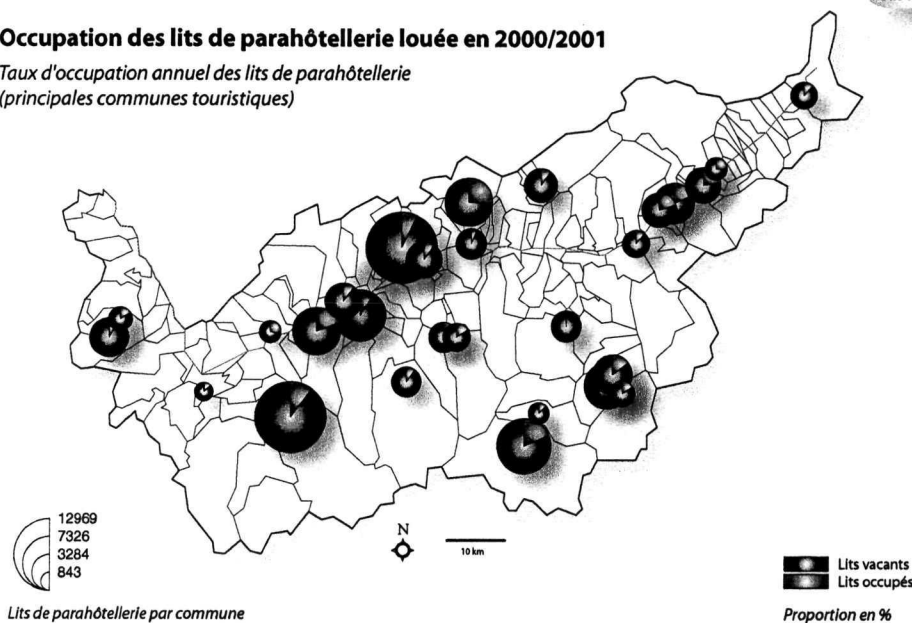 Occupation des lits de parahôtellerie louée en 2000/2001
Taux d'occupation annuel des lits de parahôtellerie
(principales communes touristiques)
12969
7326
3284
843
Lits de parahôtellerie par commune
N
10 km
Lits vacants
Lits occupés
Proportion en %